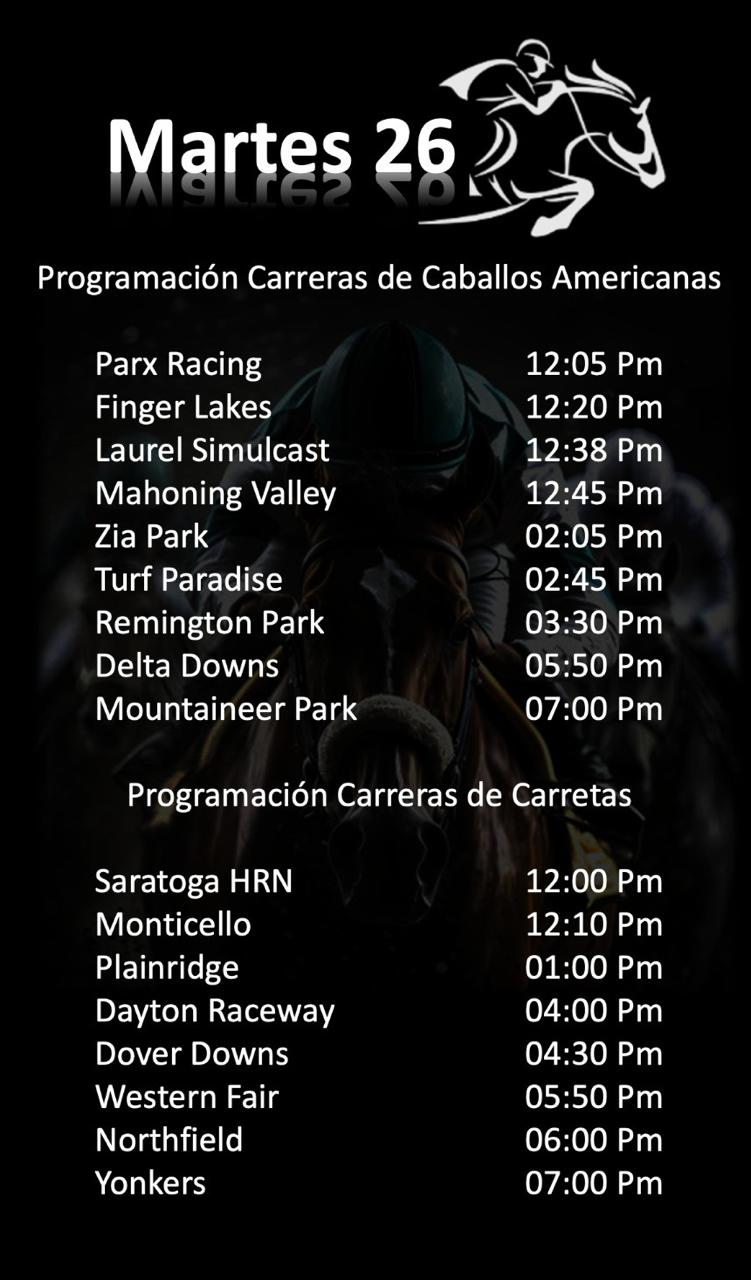 Martes 26
Programación Carreras de Caballos Americanas
Parx Racing 12:05 Pm
Finger Lakes 12:20 Pm
Laurel Simulcast 12:38 Pm
Mahoning Valley 12:45 Pm
Zia Park 02:05 Pm
Turf Paradise 02:45 Pm
Remington Park 03:30 Pm
Delta Downs 05:50 Pm
Mountaineer Park 07:00 Pm
Programación Carreras de Carretas
Saratoga HRN 12:00 Pm
Monticello 12:10 Pm
Plainridge 01:00 Pm
Dayton Raceway 04:00 Pm
Dover Downs 04:30 Pm
Western Fair 05:50 Pm
Northfield 06:00 Pm
Yonkers 07:00 Pm